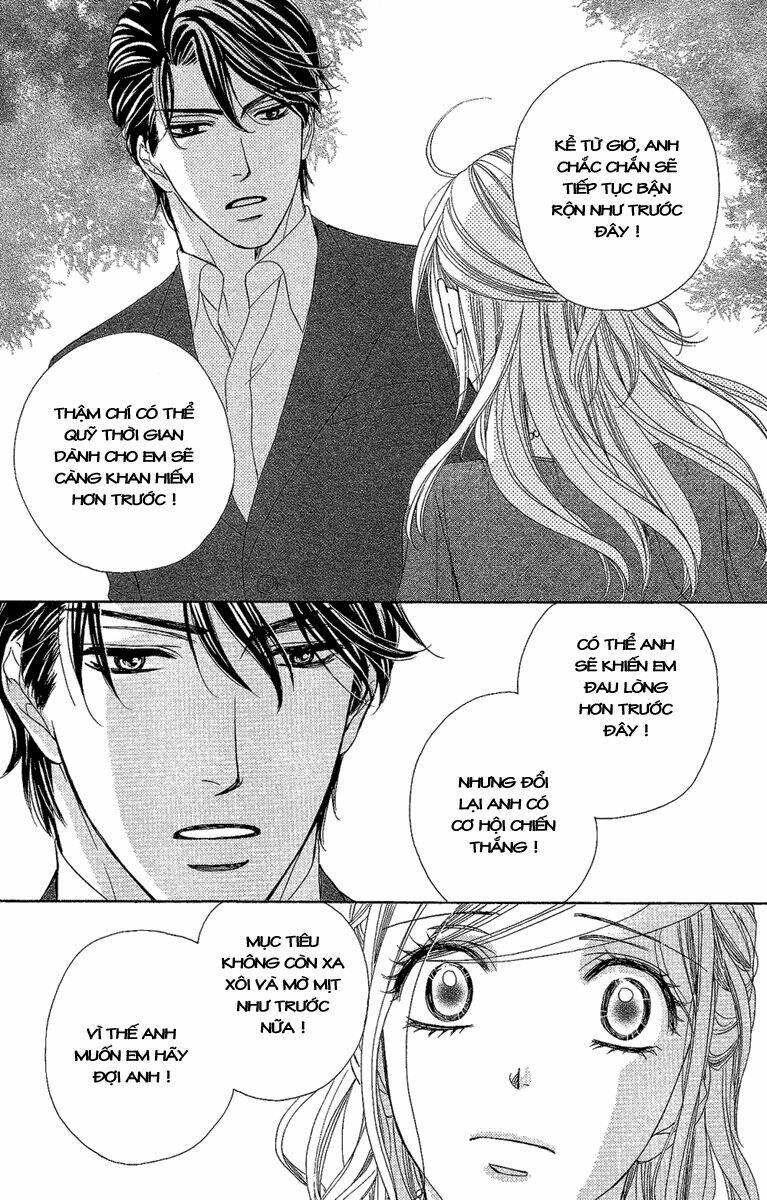 KỂ TỪ GIỜ, ANH
CHẮC CHẮN SẼ
TIẾP TỤC BẬN
RỘN NHƯ TRƯỚC
ĐÂY !
THẬM CHÍ CÓ THỂ
QUỸ THỜI GIAN
DÀNH CHO EM SẼ
CÀNG KHAN HIẾM
HƠN TRƯỚC !
CÓ THỂ ANH
SẼ KHIẾN EM
ĐAU LÒNG
HƠN TRƯỚC
ĐÂY !
NHƯNG ĐỔI
LẠI ANH CÓ
CƠ HỘI CHIẾN
THẮNG !
MỤC TIÊU
KHÔNG CÒN XA
XÔI VÀ MỜ MỊT
NHƯ TRƯỚC
NỮA !
VÌ THẾ ANH
MUỐN EM HÃY
ĐỢI ANH !